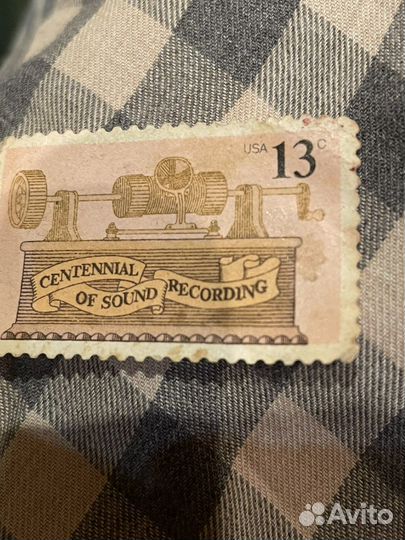 USA 13c
CENTENNIAL
OF SOUND RECORDING
Avito